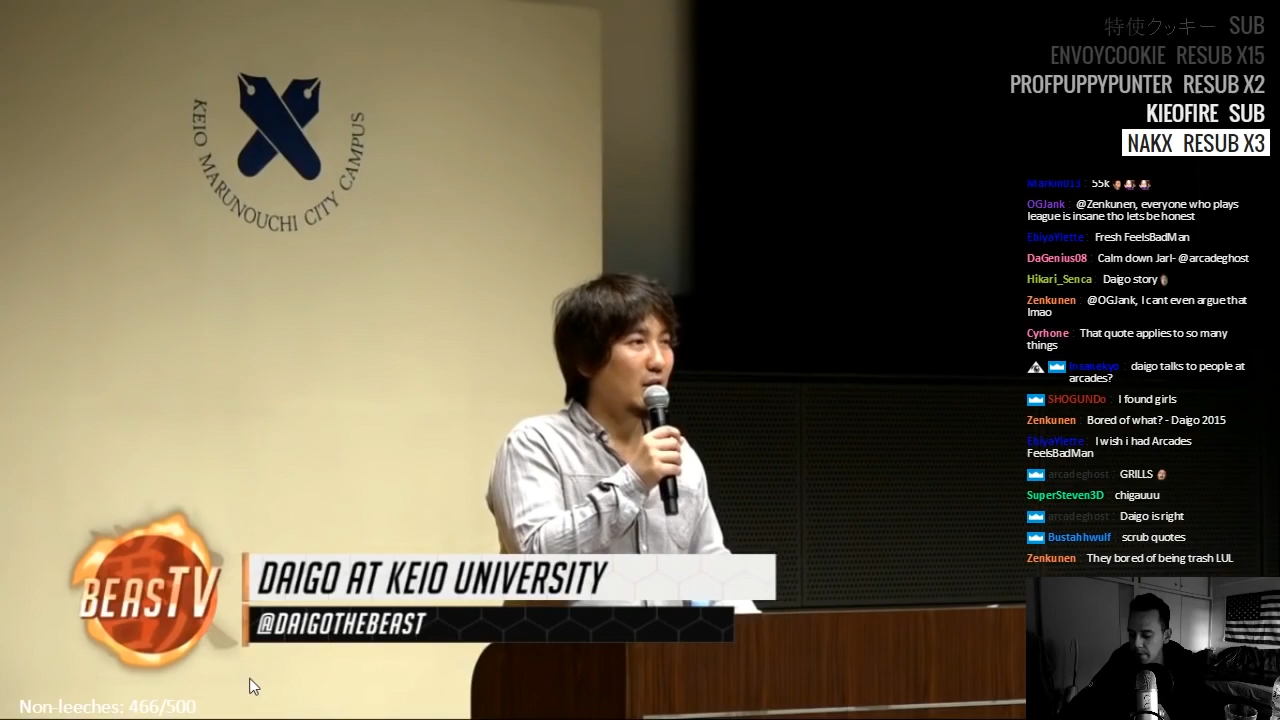 KEIO MARUNOUCHI CITY CAMPUS
BEASTV
DAIGO AT KEIO UNIVERSITY
@DAIGOTHEBEAST
Non-leeches: 466/500
特使クッキー SUB
ENVOYCOOKIE RESUB X15
PROFPUPPYPUNTER RESUB X2
KIEOFIRE SUB
NAKX RESUB X3
55k
OGJank : @Zenkunen, everyone who plays
league is insane tho lets be honest
EbiyaYlette : Fresh FeelsBadMan
DaGenius08 : Calm down Jarl- @arcadeghost
Hikari_Senca : Daigo story
Zenkunen : @OGJank, I cant even argue that
lmao
Cyrhone : That quote applies to so many
things
: daigo talks to people at
arcades?
SHOGUNDo : I found girls
Zenkunen : Bored of what? - Daigo 2015
EbiyaYlette : I wish i had Arcades
FeelsBadMan
arcadeghost : GRILLS
SuperSteven3D : chigauuu
arcadeghost : Daigo is right
Bustahhwulf : scrub quotes
Zenkunen : They bored of being trash LUL